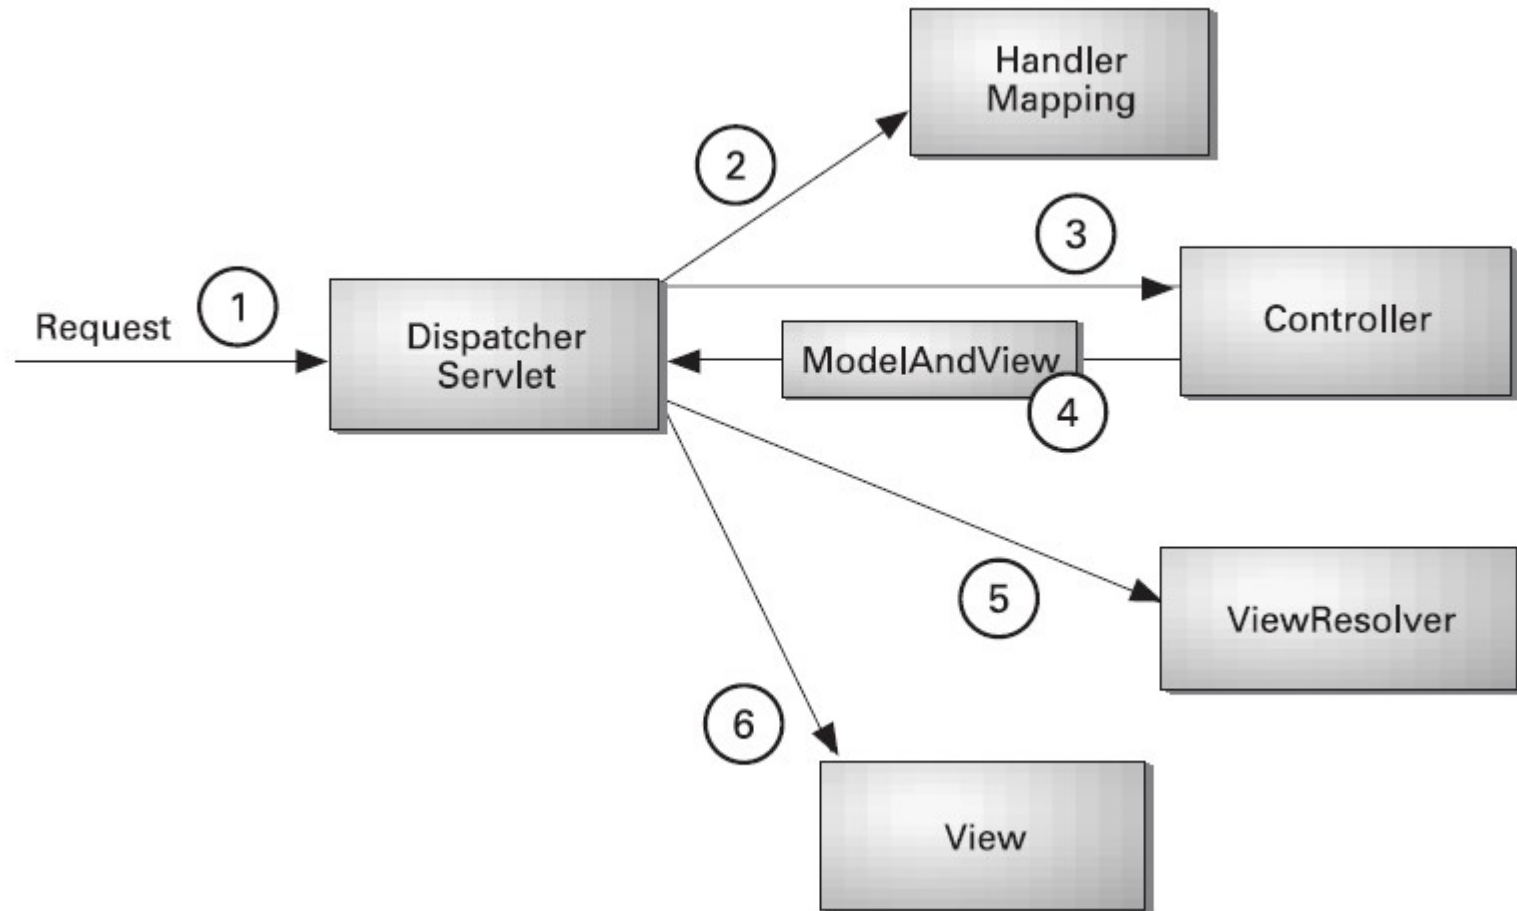 Handler
Mapping
2
3
1
Request
Dispatcher
Servlet
Controller
ModelAndView
4
5
ViewResolver
6
View